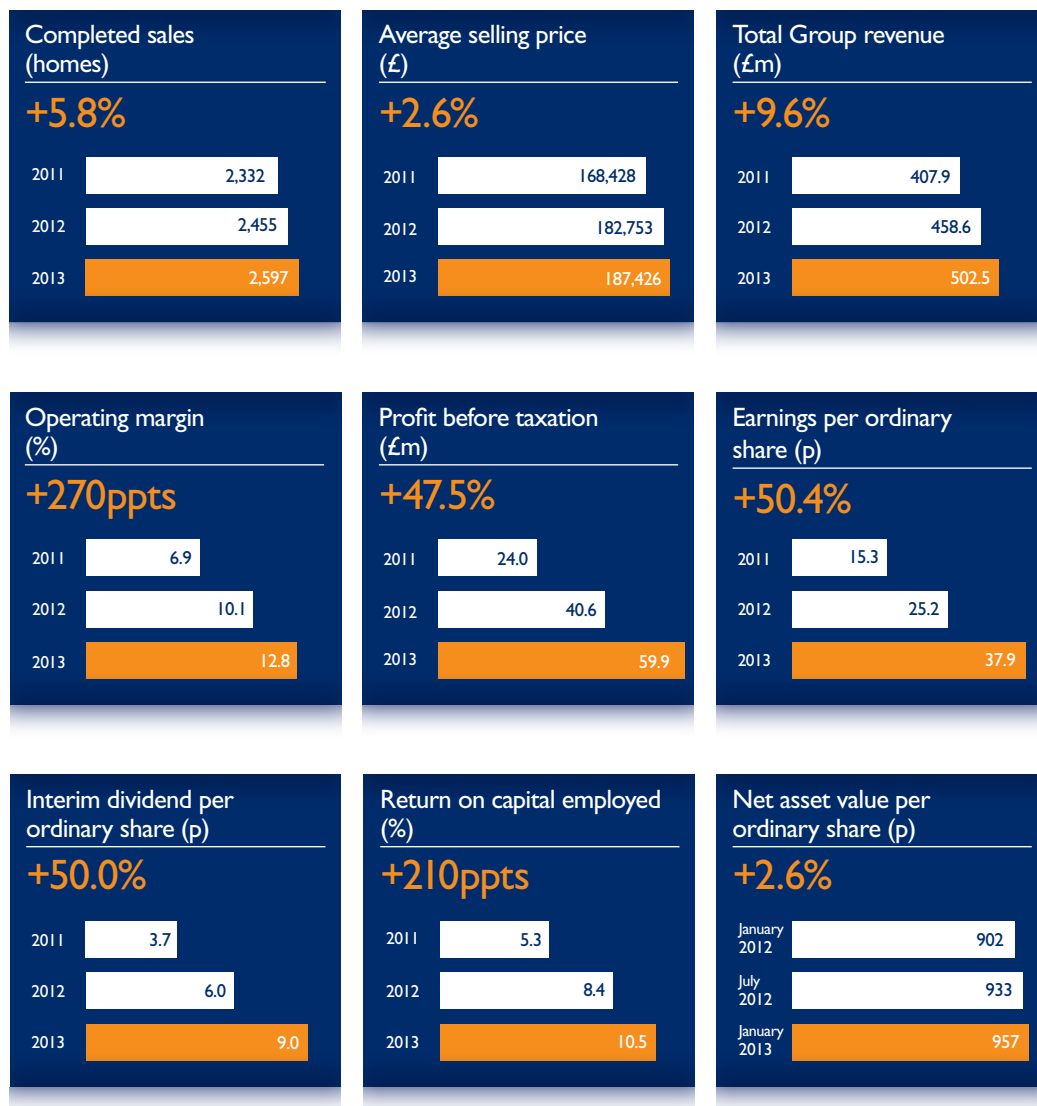 Completed sales
(homes)
+5.8%
2011 2,332
2012 2,455
2013 2,597
Average selling price
(£)
+2.6%
2011 168,428
2012 182,753
2013 187,426
Total Group revenue
(£m)
+9.6%
2011 407.9
2012 458.6
2013 502.5
Operating margin
(%)
+270ppts
2011 6.9
2012 10.1
2013 12.8
Profit before taxation
(£m)
+47.5%
2011 24.0
2012 40.6
2013 59.9
Earnings per ordinary
share (p)
+50.4%
2011 15.3
2012 25.2
2013 37.9
Interim dividend per
ordinary share (p)
+50.0%
2011 3.7
2012 6.0
2013 9.0
Return on capital employed
(%)
+210ppts
2011 5.3
2012 8.4
2013 10.5
Net asset value per
ordinary share (p)
+2.6%
January
2012 902
July
2012 933
January
2013 957